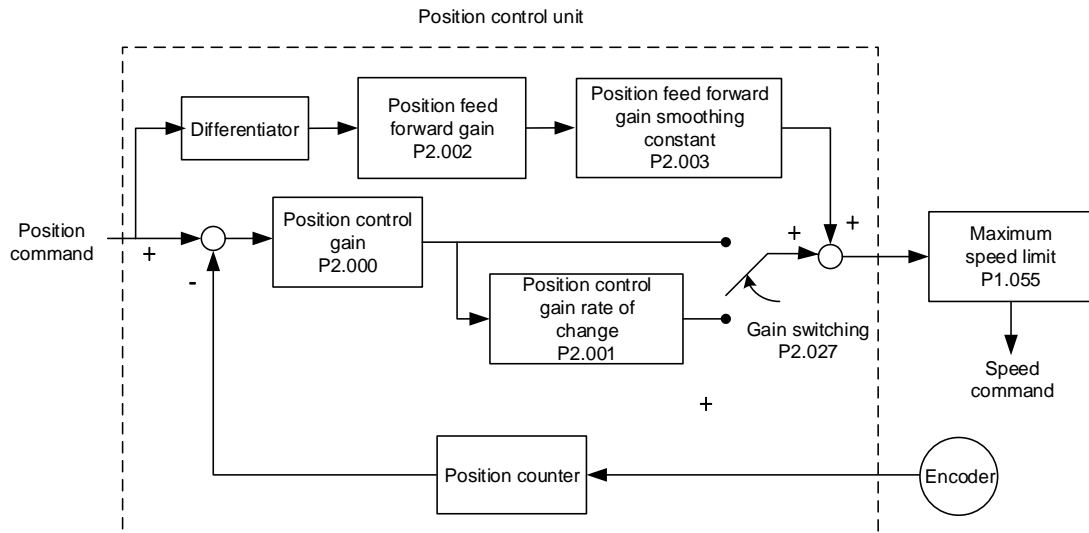 Position control unit
Differentiator
Position feed
forward gain
P2.002
Position feed forward
gain smoothing
constant
P2.003
Position
command
+
-
Position control
gain
P2.000
Position control
gain rate of
change
P2.001
Gain switching
P2.027
+
+
+
Maximum
speed limit
P1.055
Speed
command
Position counter
Encoder